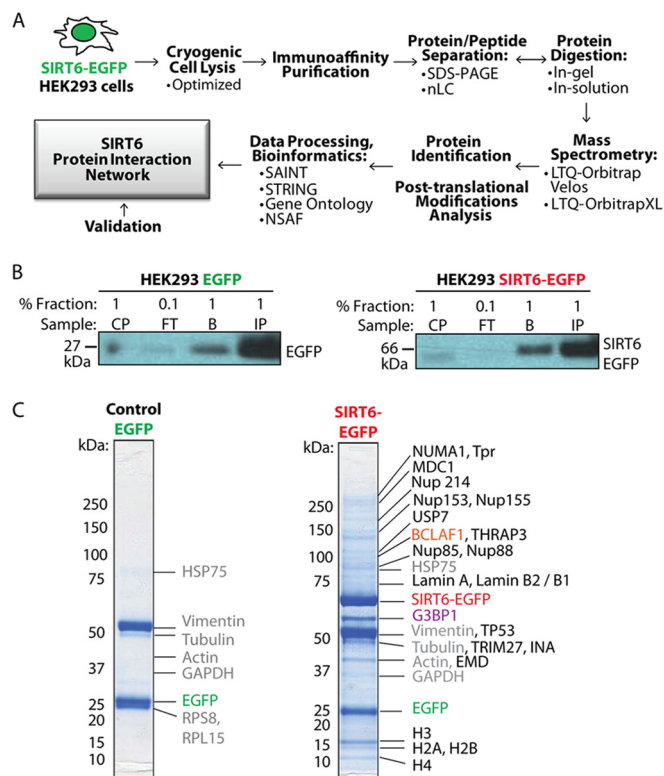 A
SIRT6-EGFP
HEK293 cells
Cryogenic
Cell Lysis
•Optimized
Immunoaffinity
Purification
Protein/Peptide
Separation:
•SDS-PAGE
•nLC
Protein
Digestion:
•In-gel
•In-solution
SIRT6
Protein Interaction
Network
Validation
Data Processing,
Bioinformatics:
•SAINT
•STRING
•Gene Ontology
•NSAF
Protein
Identification
Post-translational
Modifications
Analysis
Mass
Spectrometry:
•LTQ-Orbitrap
Velos
•LTQ-OrbitrapXL
B
HEK293 EGFP
% Fraction: 1 0.1 1 1
Sample: CP FT B IP
27
kDa
EGFP
HEK293 SIRT6-EGFP
% Fraction: 1 0.1 1 1
Sample: CP FT B IP
66
kDa
SIRT6
EGFP
C
Control
EGFP
kDa:
250
150
100
75
50
37
25
20
15
10
HSP75
Vimentin
Tubulin
Actin
GAPDH
EGFP
RPS8,
RPL15
SIRT6-
EGFP
kDa:
250
150
100
75
50
37
25
20
15
10
NUMA1, Tpr
MDC1
Nup 214
Nup153, Nup155
USP7
BCLAF1, THRAP3
Nup85, Nup88
HSP75
Lamin A, Lamin B2 / B1
SIRT6-EGFP
G3BP1
Vimentin, TP53
Tubulin, TRIM27, INA
Actin, EMD
GAPDH
EGFP
H3
H2A, H2B
H4